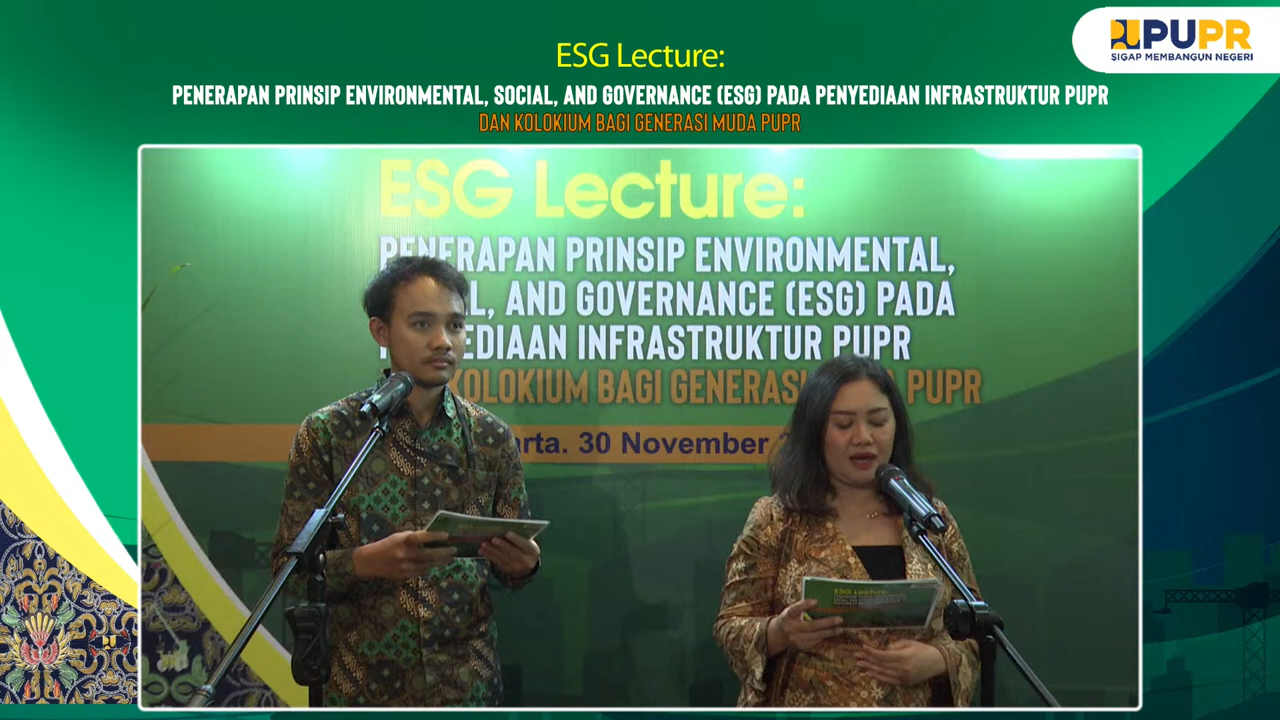 PUPR
SIGAP MEMBANGUN NEGERI
ESG Lecture:
PENERAPAN PRINSIP ENVIRONMENTAL, SOCIAL, AND GOVERNANCE (ESG) PADA PENYEDIAAN INFRASTRUKTUR PUPR
DAN KOLOKIUM BAGI GENERASI MUDA PUPR
ESG Lecture:
PENERAPAN PRINSIP ENVIRONMENTAL,
AND GOVERNANCE (ESG) PADA
INFRASTRUKTUR PUPR
KOLOKIUM BAGI GENERASI PUPR
30 November
ESG Lecture: